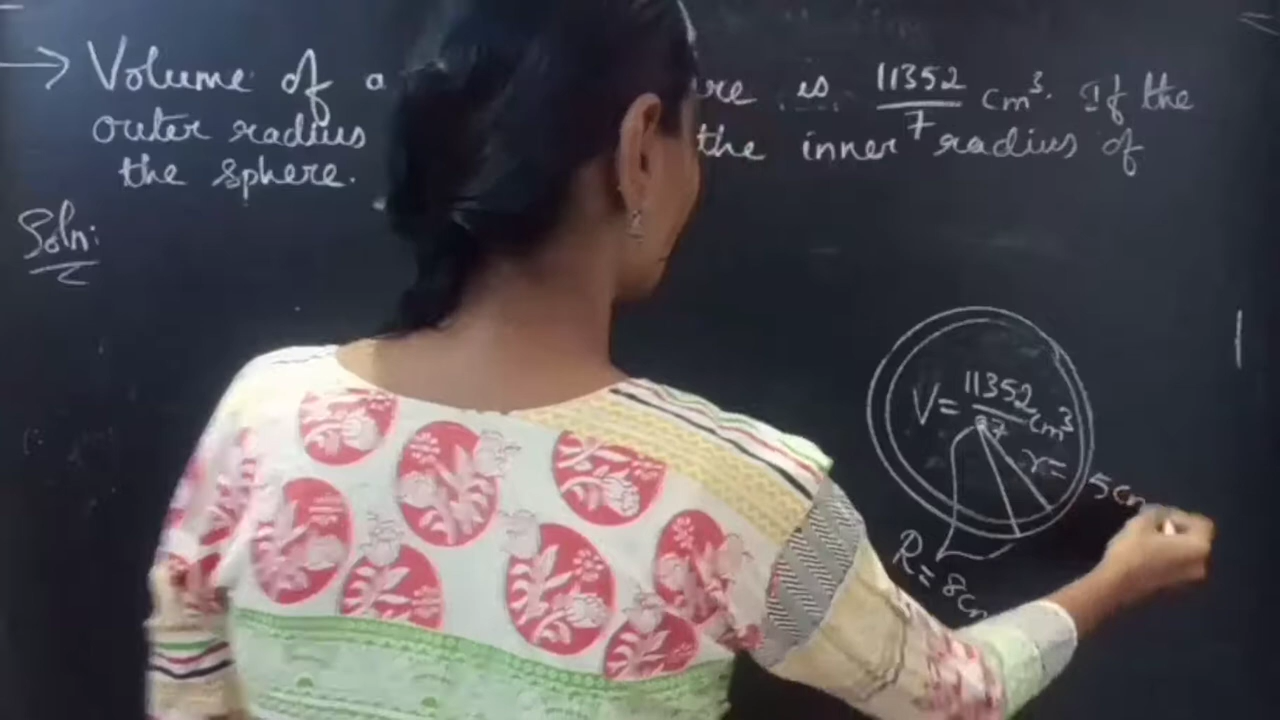 → Volume of a re is 11352/7 cm³. If the
outer radius the inner radius of
the sphere.
Soln:
V = 11352/7 cm³
r = 5cm
R = 8cm